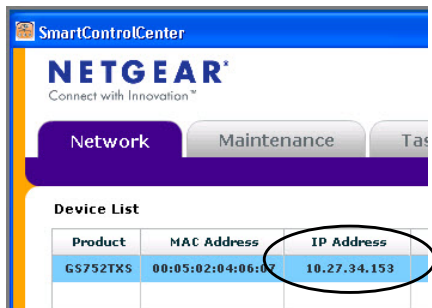 SmartControlCenter
NETGEAR®
Connect with Innovation™
Network Maintenance
Device List
Product MAC Address IP Address
GS752TXS 00:05:02:04:06:07 10.27.34.153